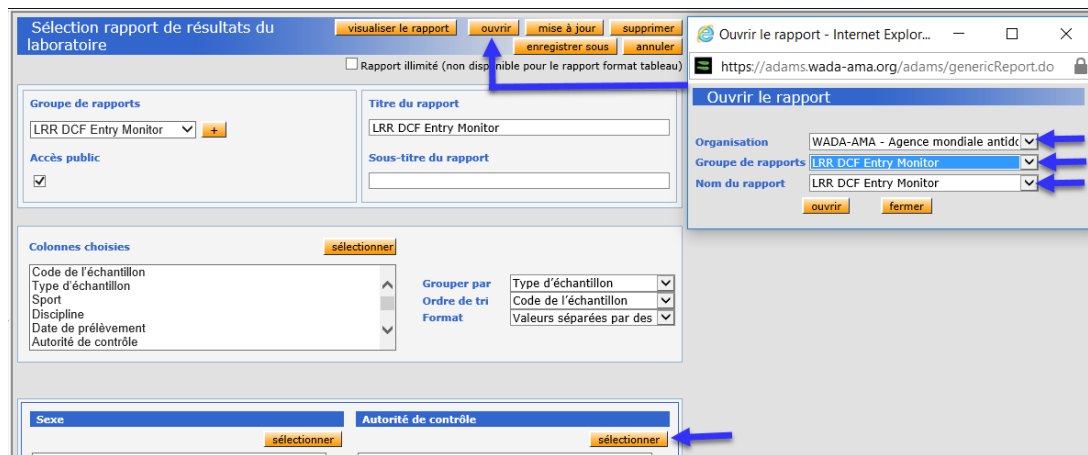 Sélection rapport de résultats du laboratoire
visualiser le rapport
ouvrir
mise à jour
supprimer
enregistrer sous
annuler
Rapport illimité (non disponible pour le rapport format tableau)
Groupe de rapports
LRR DCF Entry Monitor
+
Accès public
Titre du rapport
LRR DCF Entry Monitor
Sous-titre du rapport
Colonnes choisies
sélectionner
Code de l'échantillon
Type d'échantillon
Sport
Discipline
Date de prélèvement
Autorité de contrôle
Grouper par
Type d'échantillon
Ordre de tri
Code de l'échantillon
Format
Valeurs séparées par des
Sexe
sélectionner
Autorité de contrôle
sélectionner
Ouvrir le rapport - Internet Explor...
https://adams.wada-ama.org/adams/genericReport.do
Ouvrir le rapport
Organisation
WADA-AMA - Agence mondiale antidc
Groupe de rapports
LRR DCF Entry Monitor
Nom du rapport
LRR DCF Entry Monitor
ouvrir
fermer